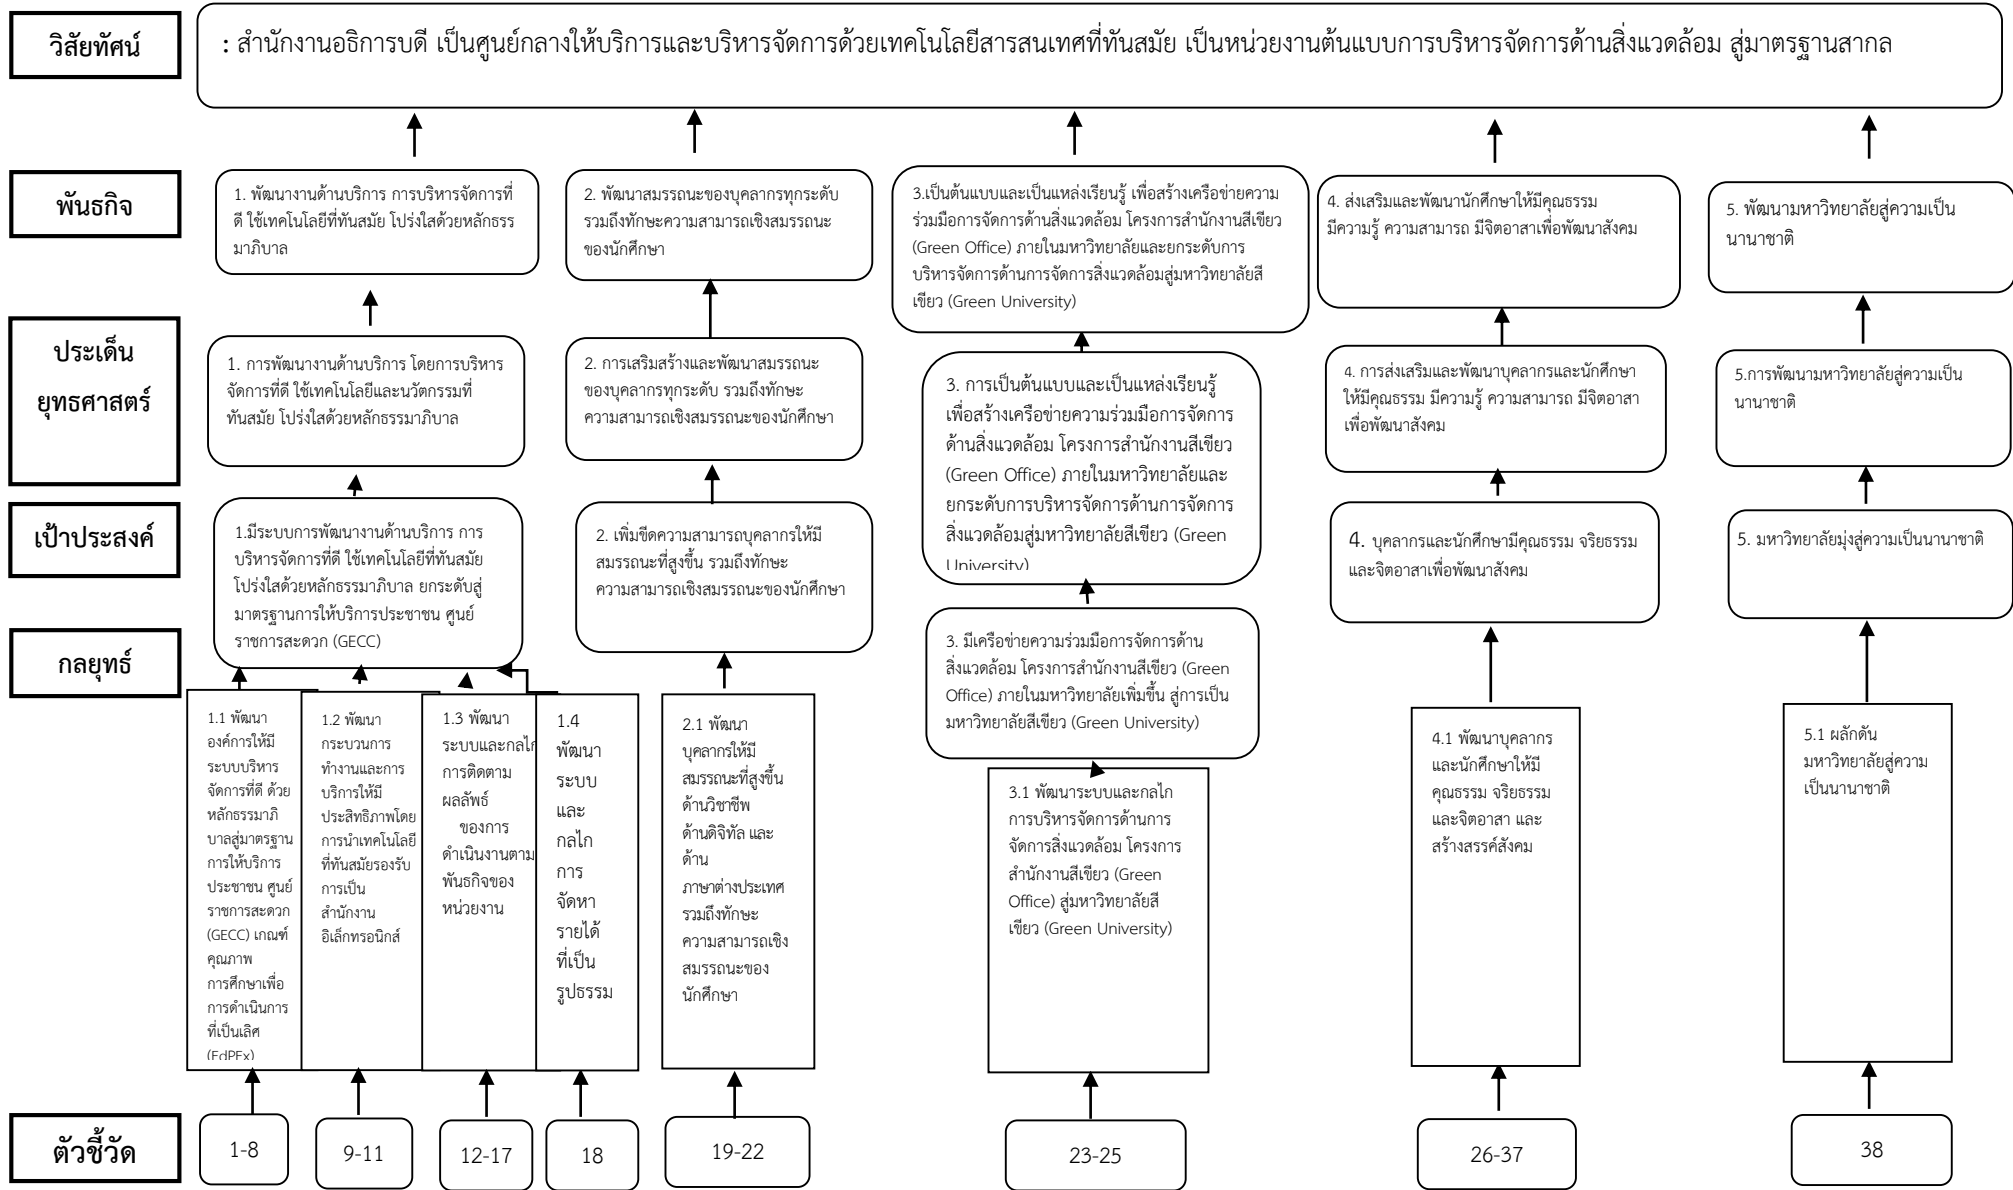 วิสัยทัศน์
: สำนักงานอธิการบดี เป็นศูนย์กลางให้บริการและบริหารจัดการด้วยเทคโนโลยีสารสนเทศที่ทันสมัย เป็นหน่วยงานต้นแบบการบริหารจัดการด้านสิ่งแวดล้อม สู่มาตรฐานสากล
พันธกิจ
1. พัฒนางานด้านบริการ การบริหารจัดการที่
ดี ใช้เทคโนโลยีที่ทันสมัย โปร่งใสด้วยหลักธรร
มาภิบาล
2. พัฒนาสมรรถนะของบุคลากรทุกระดับ
รวมถึงทักษะความสามารถเชิงสมรรถนะ
ของนักศึกษา
3.เป็นต้นแบบและเป็นแหล่งเรียนรู้ เพื่อสร้างเครือข่ายความ
ร่วมมือการจัดการด้านสิ่งแวดล้อม โครงการสำนักงานสีเขียว
(Green Office) ภายในมหาวิทยาลัยและยกระดับการ
บริหารจัดการด้านการจัดการสิ่งแวดล้อมสู่มหาวิทยาลัยสี
เขียว (Green University)
4. ส่งเสริมและพัฒนานักศึกษาให้มีคุณธรรม
มีความรู้ ความสามารถ มีจิตอาสาเพื่อพัฒนาสังคม
5. พัฒนามหาวิทยาลัยสู่ความเป็น
นานาชาติ
ประเด็น
ยุทธศาสตร์
1. การพัฒนางานด้านบริการ โดยการบริหาร
จัดการที่ดี ใช้เทคโนโลยีและนวัตกรรมที่
ทันสมัย โปร่งใสด้วยหลักธรรมาภิบาล
2. การเสริมสร้างและพัฒนาสมรรถนะ
ของบุคลากรทุกระดับ รวมถึงทักษะ
ความสามารถเชิงสมรรถนะของนักศึกษา
3. การเป็นต้นแบบและเป็นแหล่งเรียนรู้
เพื่อสร้างเครือข่ายความร่วมมือการจัดการ
ด้านสิ่งแวดล้อม โครงการสำนักงานสีเขียว
(Green Office) ภายในมหาวิทยาลัยและ
ยกระดับการบริหารจัดการด้านการจัดการ
สิ่งแวดล้อมสู่มหาวิทยาลัยสีเขียว (Green
University)
4. การส่งเสริมและพัฒนาบุคลากรและนักศึกษา
ให้มีคุณธรรม มีความรู้ ความสามารถ มีจิตอาสา
เพื่อพัฒนาสังคม
5.การพัฒนามหาวิทยาลัยสู่ความเป็น
นานาชาติ
เป้าประสงค์
1.มีระบบการพัฒนางานด้านบริการ การ
บริหารจัดการที่ดี ใช้เทคโนโลยีที่ทันสมัย
โปร่งใสด้วยหลักธรรมาภิบาล ยกระดับสู่
มาตรฐานการให้บริการประชาชน ศูนย์
ราชการสะดวก (GECC)
2. เพิ่มขีดความสามารถบุคลากรให้มี
สมรรถนะที่สูงขึ้น รวมถึงทักษะ
ความสามารถเชิงสมรรถนะของนักศึกษา
3. มีเครือข่ายความร่วมมือการจัดการด้าน
สิ่งแวดล้อม โครงการสำนักงานสีเขียว (Green
Office) ภายในมหาวิทยาลัยเพิ่มขึ้น สู่การเป็น
มหาวิทยาลัยสีเขียว (Green University)
4. บุคลากรและนักศึกษามีคุณธรรม จริยธรรม
และจิตอาสาเพื่อพัฒนาสังคม
5. มหาวิทยาลัยมุ่งสู่ความเป็นนานาชาติ
กลยุทธ์
1.1 พัฒนา
องค์การให้มี
ระบบบริหาร
จัดการที่ดี ด้วย
หลักธรรมาภิ
บาลสู่มาตรฐาน
การให้บริการ
ประชาชน ศูนย์
ราชการสะดวก
(GECC) เกณฑ์
คุณภาพ
การศึกษาเพื่อ
การดำเนินการ
ที่เป็นเลิศ
(EdPEx)
1.2 พัฒนา
กระบวนการ
ทำงานและการ
บริการให้มี
ประสิทธิภาพโดย
การนำเทคโนโลยี
ที่ทันสมัยรองรับ
การเป็น
สำนักงาน
อิเล็กทรอนิกส์
1.3 พัฒนา
ระบบและกลไก
การติดตาม
ผลลัพธ์
ของการ
ดำเนินงานตาม
พันธกิจของ
หน่วยงาน
1.4
พัฒนา
ระบบ
และ
กลไก
การ
จัดหา
รายได้
ที่เป็น
รูปธรรม
2.1 พัฒนา
บุคลากรให้มี
สมรรถนะที่สูงขึ้น
ด้านวิชาชีพ
ด้านดิจิทัล และ
ด้าน
ภาษาต่างประเทศ
รวมถึงทักษะ
ความสามารถเชิง
สมรรถนะของ
นักศึกษา
3.1 พัฒนาระบบและกลไก
การบริหารจัดการด้านการ
จัดการสิ่งแวดล้อม โครงการ
สำนักงานสีเขียว (Green
Office) สู่มหาวิทยาลัยสี
เขียว (Green University)
4.1 พัฒนาบุคลากร
และนักศึกษาให้มี
คุณธรรม จริยธรรม
และจิตอาสา และ
สร้างสรรค์สังคม
5.1 ผลักดัน
มหาวิทยาลัยสู่ความ
เป็นนานาชาติ
ตัวชี้วัด
1-8
9-11
12-17
18
19-22
23-25
26-37
38